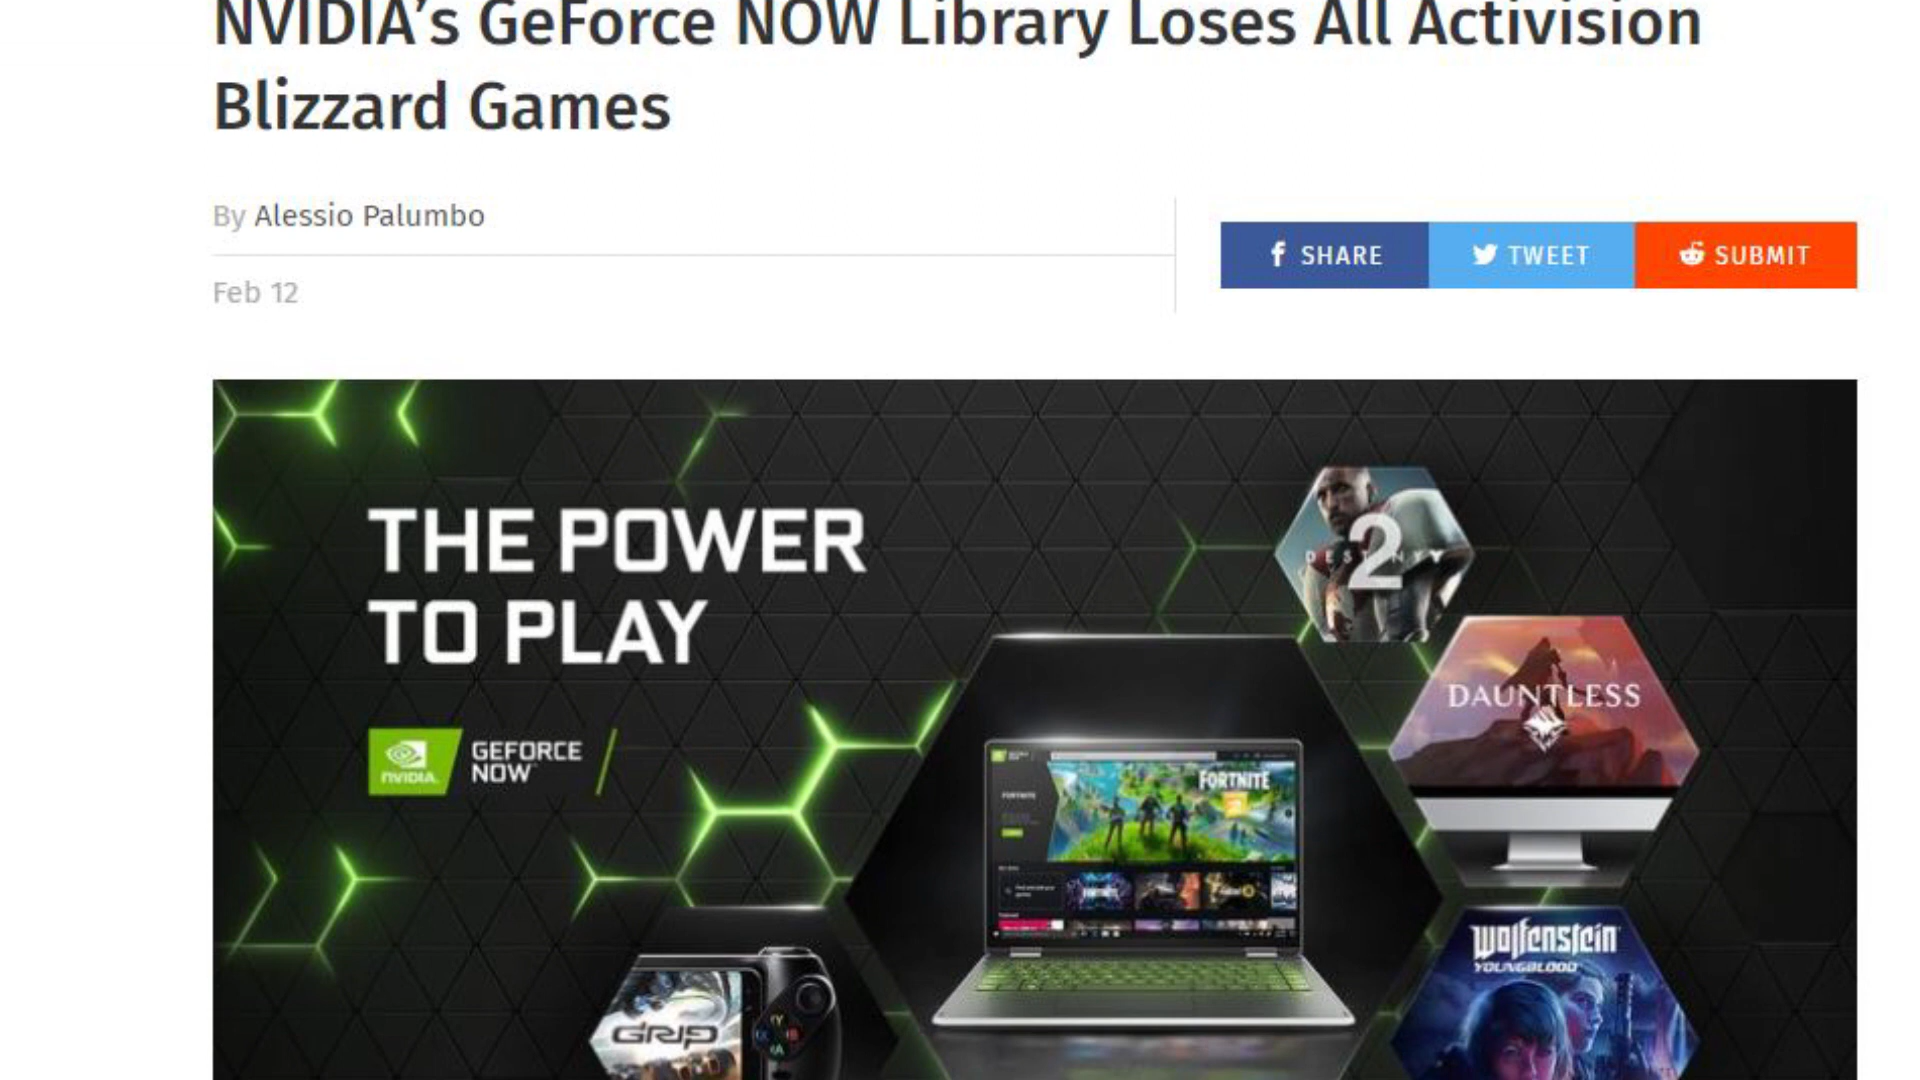 NVIDIA's GeForce NOW Library Loses All Activision
Blizzard Games
By Alessio Palumbo
Feb 12
SHARE
TWEET
SUBMIT
THE POWER
TO PLAY
NVIDIA.
GEFORCE
NOW
DESTINY
2
DAUNTLESS
FORTNITE
FORTNITE
Wolfenstein
YOUNGBLOOD
GRIP
Y
X
B
A